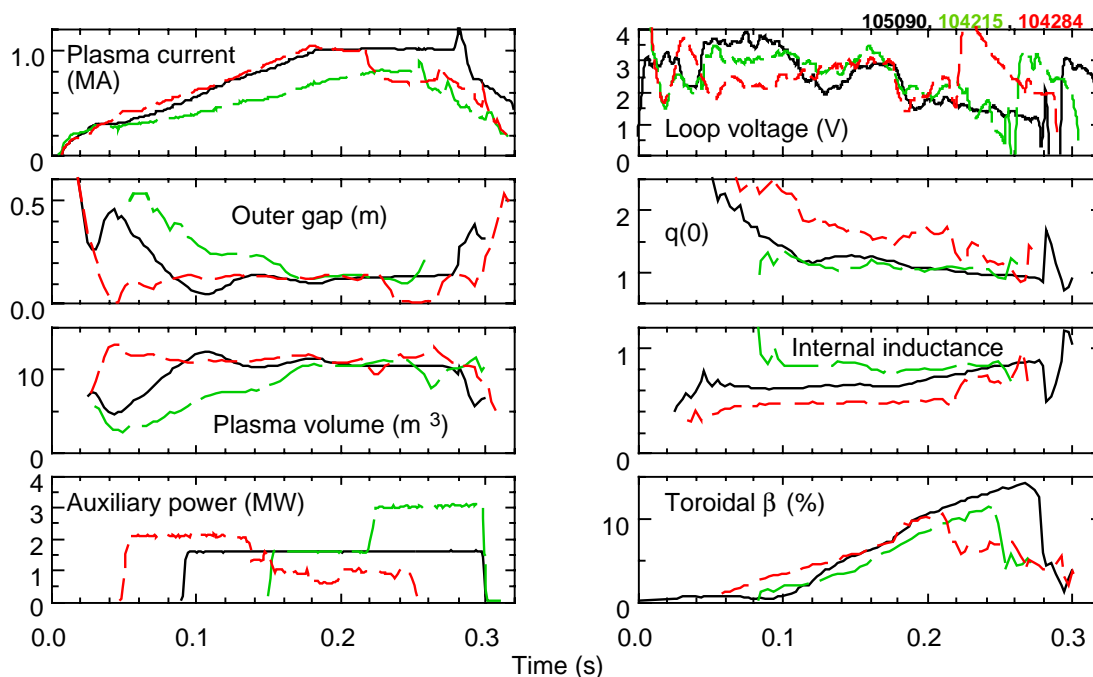 105090, 104215 , 104284
1.0
Plasma current
(MA)
0
4
3
2
1
0
Loop voltage (V)
0.5
Outer gap (m)
0.0
2
q(0)
1
10
Plasma volume (m 3)
0
1
Internal inductance
0
4
Auxiliary power (MW)
3
2
1
0
Toroidal β (%)
10
0
0.0 0.1 0.2 0.3
0.0 0.1 0.2 0.3
Time (s)